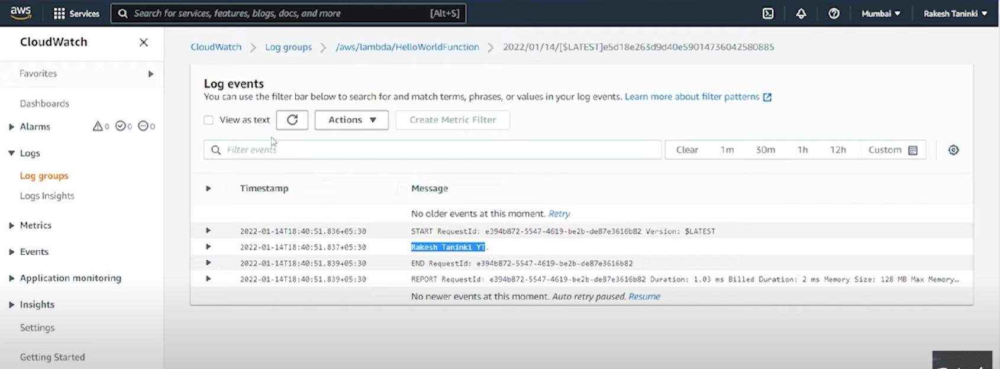 aws Services Search for services, features, blogs, docs, and more [Alt+S] Mumbai Rakesh Taninki
CloudWatch
Favorites
Dashboards
Alarms 0 0 0
Logs
Log groups
Logs Insights
Metrics
Events
Application monitoring
Insights
Settings
Getting Started
CloudWatch Log groups /aws/lambda/HelloWorldFunction 2022/01/14/[$LATEST]e5d18e263d9d40e59014736042580885
Log events
You can use the filter bar below to search for and match terms, phrases, or values in your log events. Learn more about filter patterns
View as text Actions Create Metric Filter
Filter events Clear 1m 30m 1h 12h Custom
Timestamp Message
No older events at this moment. Retry
2022-01-14T18:40:51.836+05:30 START RequestId: e394b872-5547-4619-be2b-de87e3616b82 Version: $LATEST
2022-01-14T18:40:51.837+05:30 Rakesh Taninki YT.
2022-01-14T18:40:51.839+05:30 END RequestId: e394b872-5547-4619-be2b-de87e3616b82
2022-01-14T18:40:51.839+05:30 REPORT RequestId: e394b872-5547-4619-be2b-de87e3616b82 Duration: 1.03 ms Billed Duration: 2 ms Memory Size: 128 MB Max Memory…
No newer events at this moment. Auto retry paused. Resume